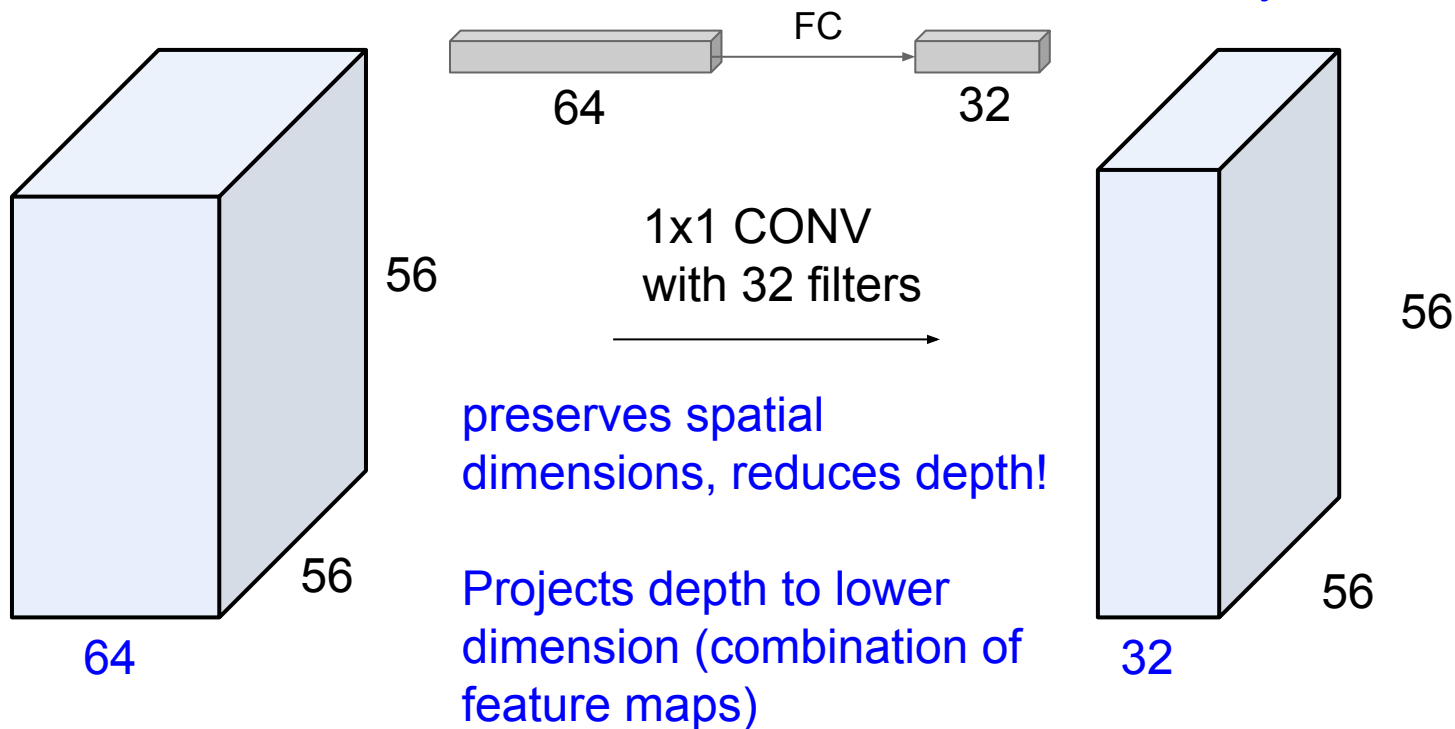 FC
64
32
1x1 CONV
with 32 filters
56
56
preserves spatial
dimensions, reduces depth!
56
56
Projects depth to lower
dimension (combination of
feature maps)
64
32